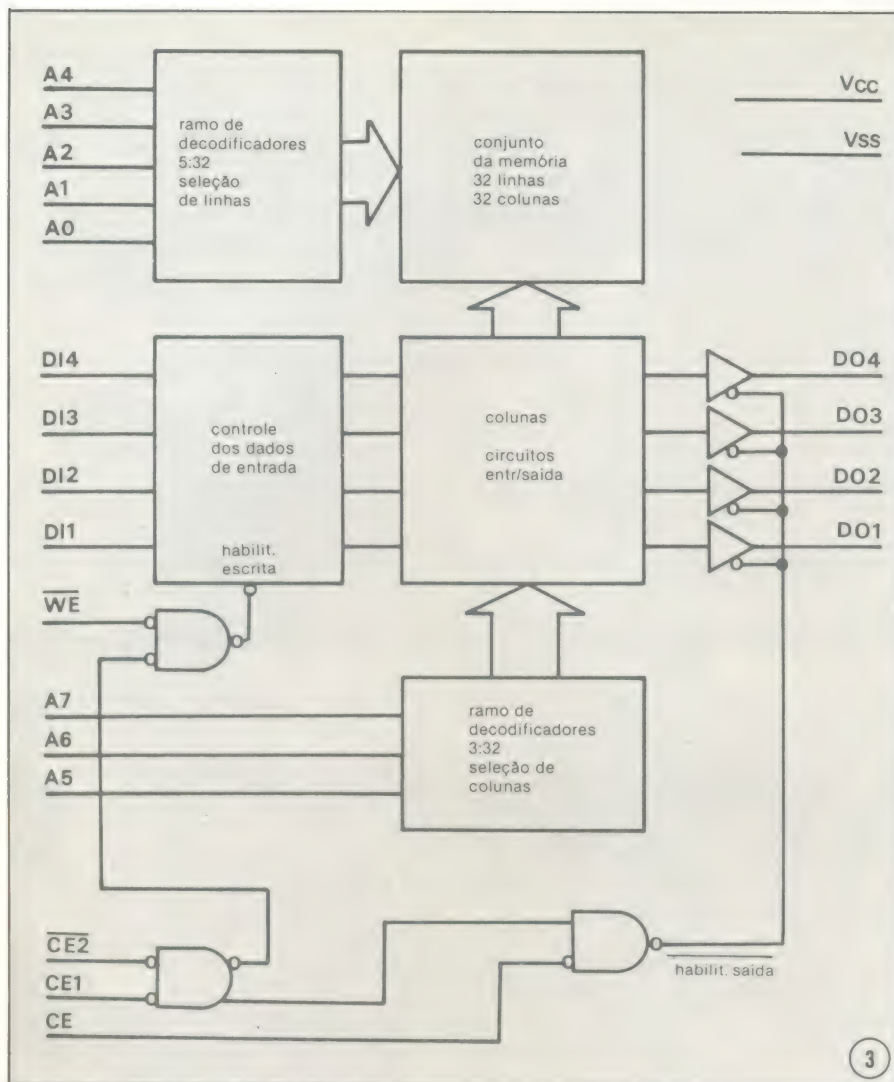 A4
A3
A2
A1
A0
ramo de
decodificadores
5:32
seleção
de linhas
conjunto
da memória
32 linhas
32 colunas
VCC
VSS
DI4
DI3
DI2
DI1
controle
dos dados
de entrada
habilit.
escrita
colunas
circuitos
entr/saida
DO4
DO3
DO2
DO1
W̅E̅
A7
A6
A5
ramo de
decodificadores
3:32
seleção de
colunas
C̅E̅2̅
CE1
CE
habilit. saida
3